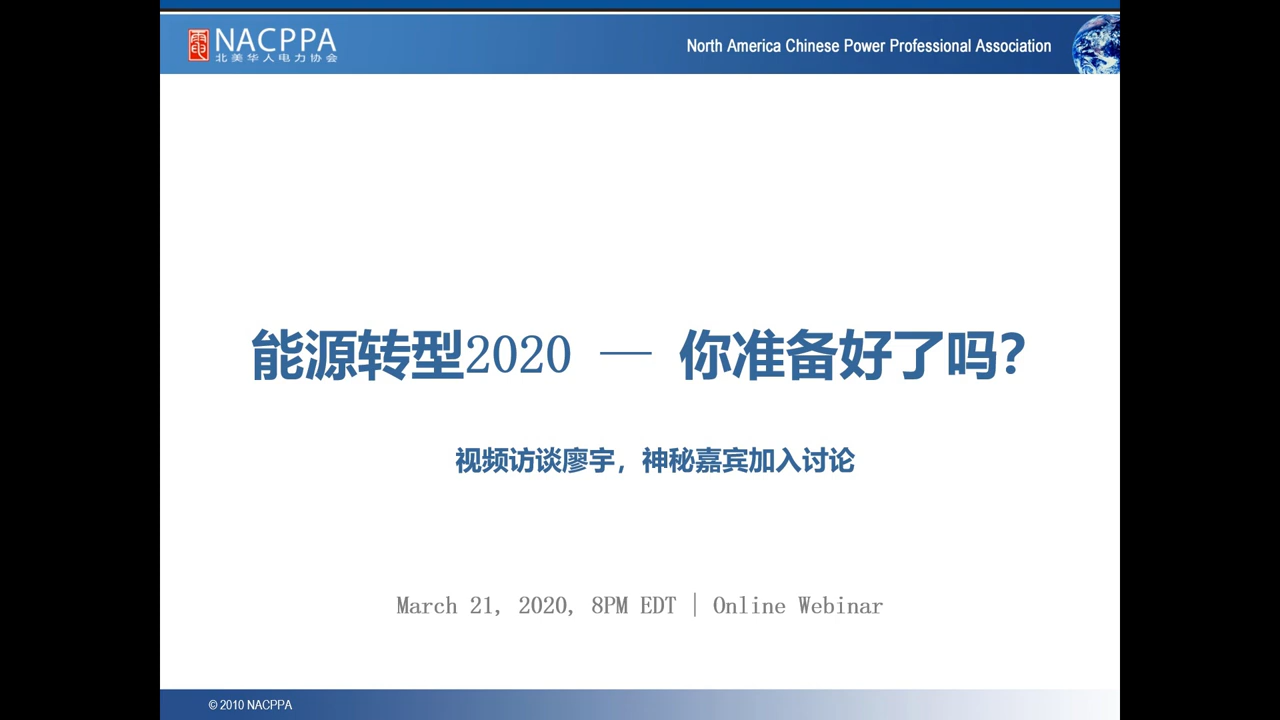 NACPPA
北美华人电力协会
North America Chinese Power Professional Association
能源转型2020 — 你准备好了吗?
视频访谈廖宇，神秘嘉宾加入讨论
March 21, 2020, 8PM EDT | Online Webinar
© 2010 NACPPA